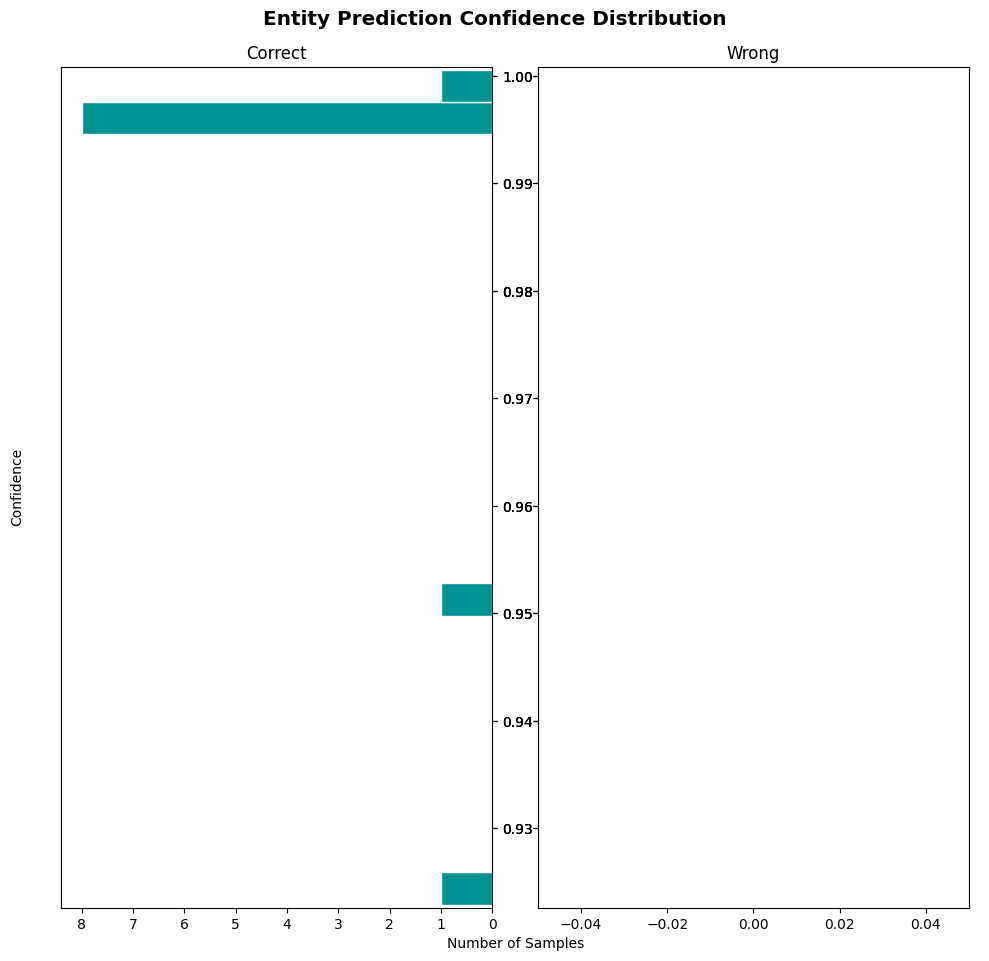 Entity Prediction Confidence Distribution
Correct
Wrong
1.00
0.99
0.98
0.97
0.96
0.95
0.94
0.93
Confidence
8 7 6 5 4 3 2 1 0
−0.04 −0.02 0.00 0.02 0.04
Number of Samples